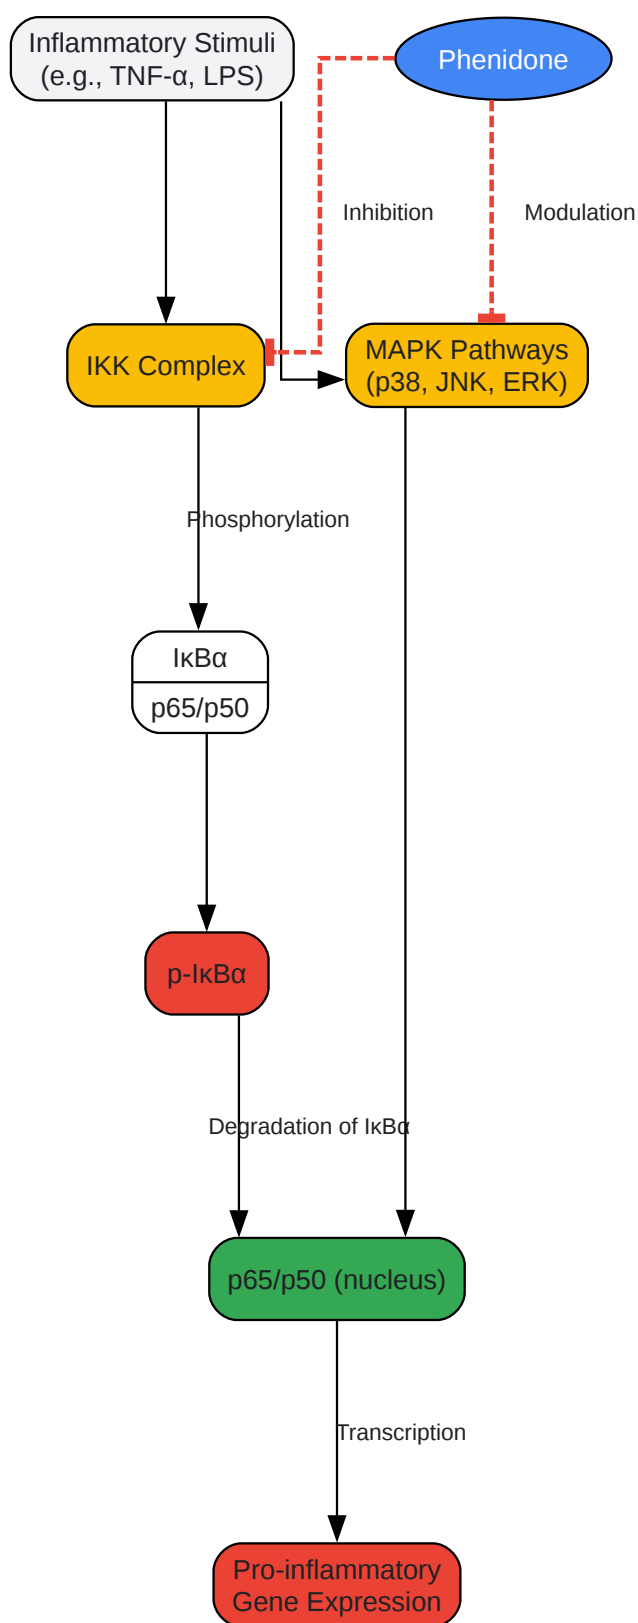 Inflammatory Stimuli
(e.g., TNF-α, LPS)
Phenidone
Inhibition
Modulation
IKK Complex
MAPK Pathways
(p38, JNK, ERK)
Phosphorylation
IκBα
p65/p50
p-IκBα
Degradation of IκBα
p65/p50 (nucleus)
Transcription
Pro-inflammatory
Gene Expression